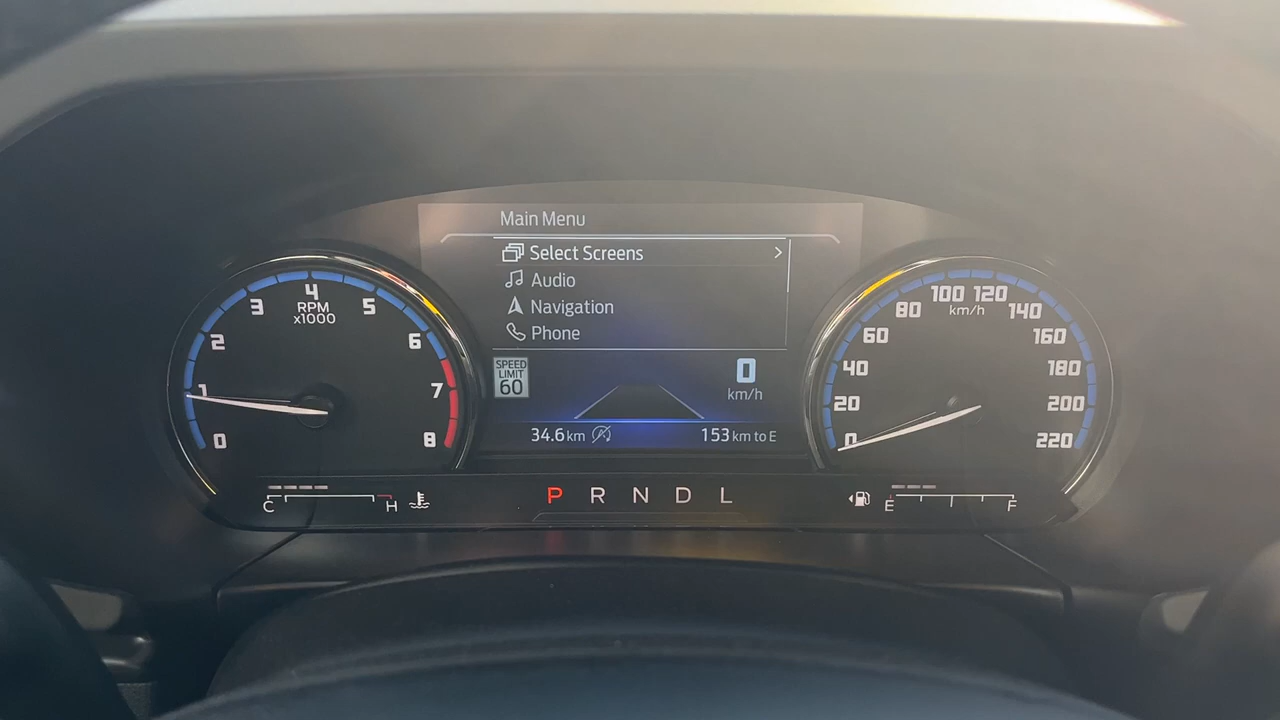 Main Menu
Select Screens >
Audio
Navigation
Phone
SPEED
LIMIT
60
0
km/h
34.6 km
153 km to E
0 1 2 3 4 5 6 7 8
RPM
x1000
0 20 40 60 80 100 120 140 160 180 200 220
km/h
C H
P R N D L
E F